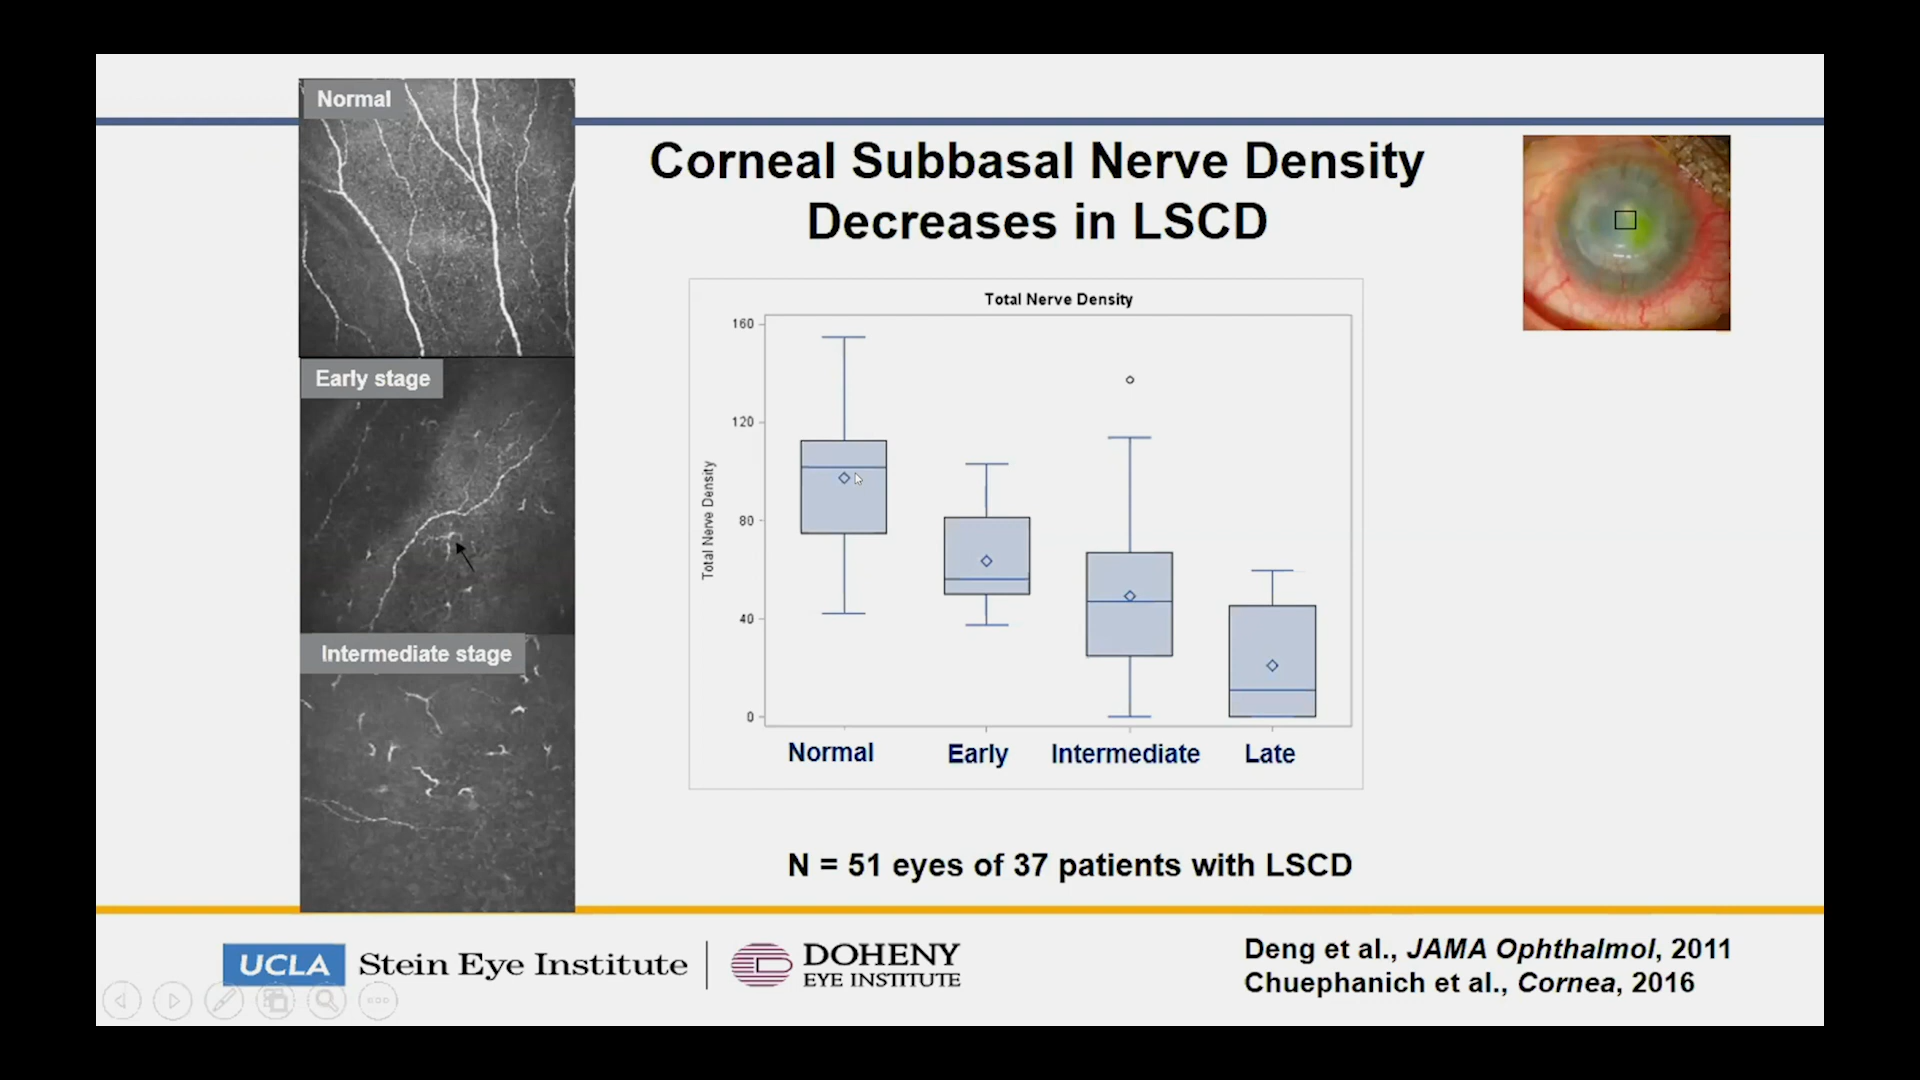 Normal
Early stage
Intermediate stage
Corneal Subbasal Nerve Density
Decreases in LSCD
Total Nerve Density
Total Nerve Density
160
120
80
40
0
Normal
Early
Intermediate
Late
N = 51 eyes of 37 patients with LSCD
UCLA Stein Eye Institute
DOHENY
EYE INSTITUTE
Deng et al., JAMA Ophthalmol, 2011
Chuephanich et al., Cornea, 2016